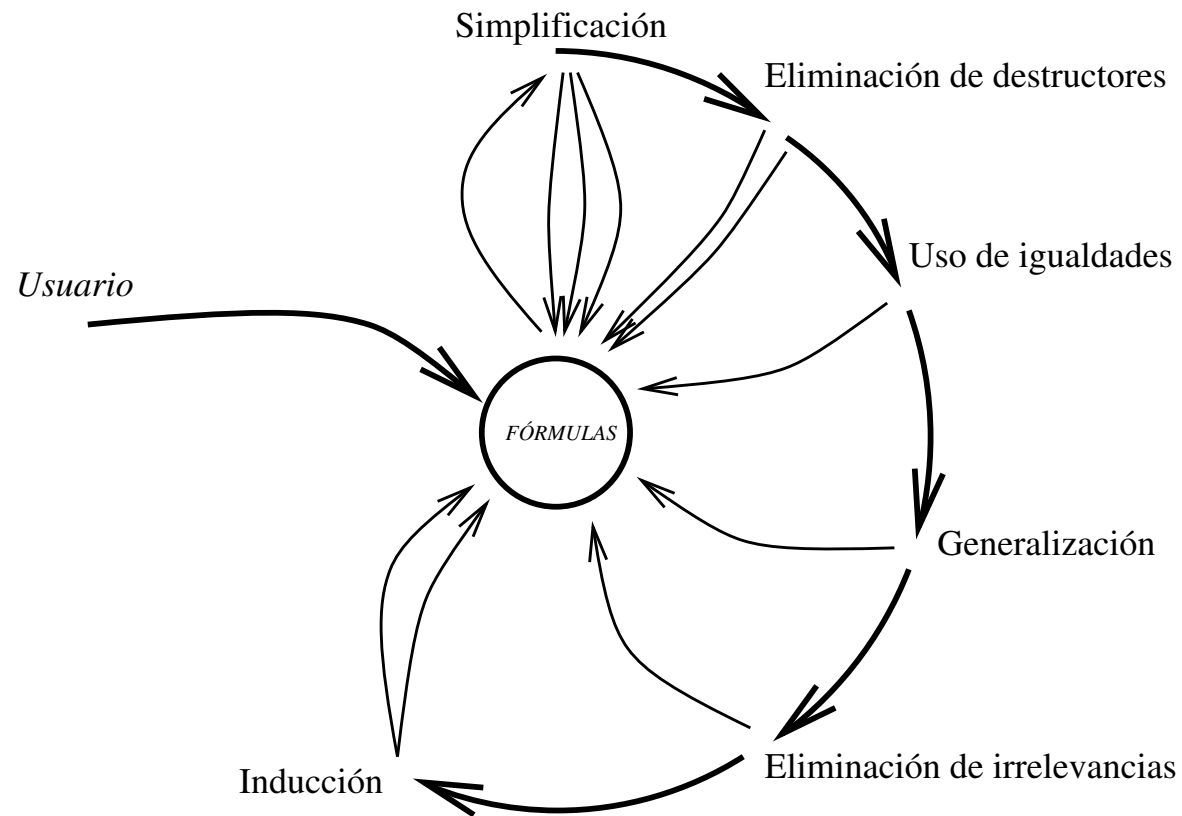 Simplificación
Eliminación de destructores
Uso de igualdades
Usuario
FÓRMULAS
Generalización
Eliminación de irrelevancias
Inducción